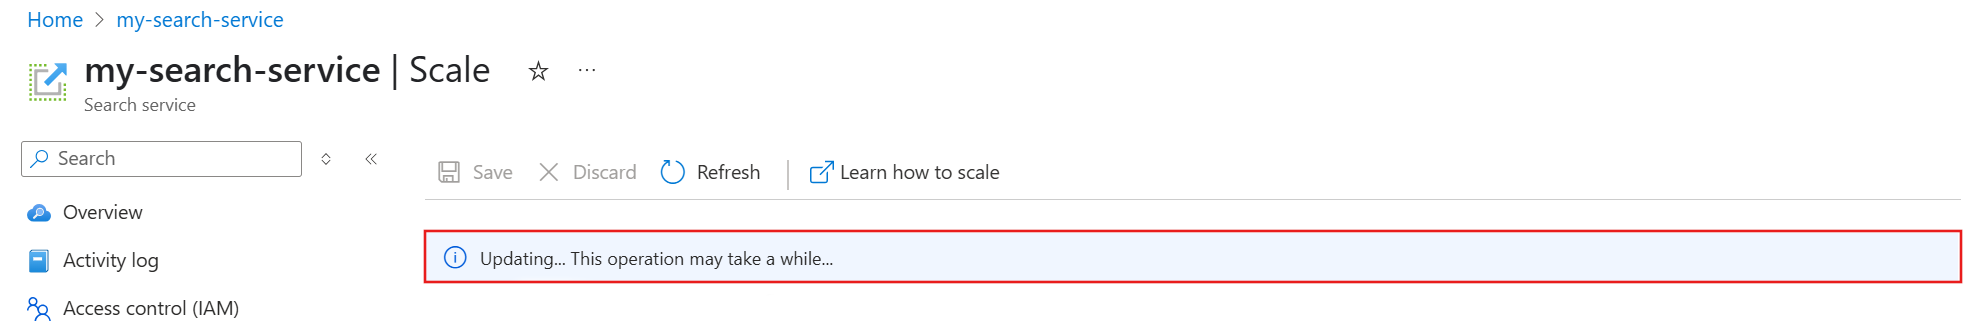 Home > my-search-service
my-search-service | Scale
Search service
Search
Save Discard Refresh | Learn how to scale
Overview
Updating... This operation may take a while...
Activity log
Access control (IAM)